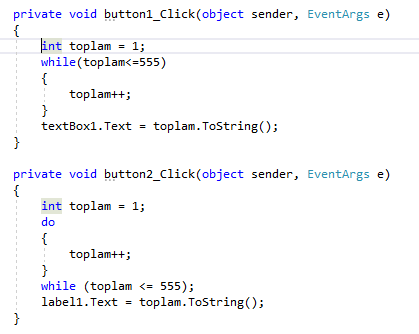 private void button1_Click(object sender, EventArgs e)
{
int toplam = 1;
while(toplam<=555)
{
toplam++;
}
textBox1.Text = toplam.ToString();
}
private void button2_Click(object sender, EventArgs e)
{
int toplam = 1;
do
{
toplam++;
}
while (toplam <= 555);
label1.Text = toplam.ToString();
}